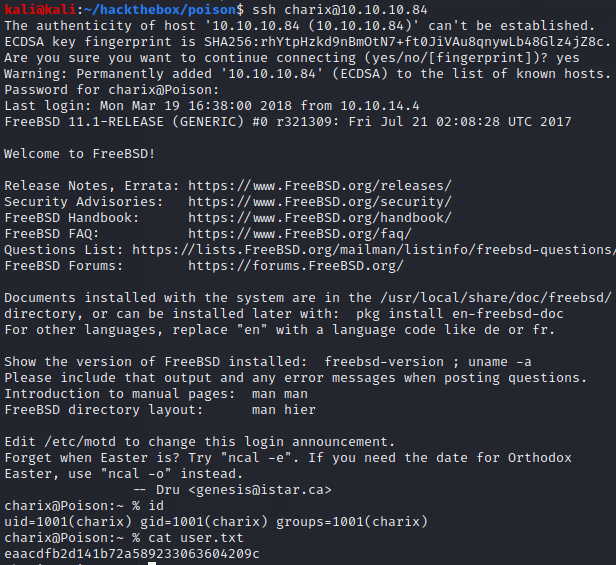 kali@kali:~/hackthebox/poison$ ssh charix@10.10.10.84
The authenticity of host '10.10.10.84 (10.10.10.84)' can't be established.
ECDSA key fingerprint is SHA256:rhYtpHzkd9nBmOtN7+ft0JiVAu8qnywLb48Glz4jZ8c.
Are you sure you want to continue connecting (yes/no/[fingerprint])? yes
Warning: Permanently added '10.10.10.84' (ECDSA) to the list of known hosts.
Password for charix@Poison:
Last login: Mon Mar 19 16:38:00 2018 from 10.10.14.4
FreeBSD 11.1-RELEASE (GENERIC) #0 r321309: Fri Jul 21 02:08:28 UTC 2017

Welcome to FreeBSD!

Release Notes, Errata: https://www.FreeBSD.org/releases/
Security Advisories:   https://www.FreeBSD.org/security/
FreeBSD Handbook:      https://www.FreeBSD.org/handbook/
FreeBSD FAQ:           https://www.FreeBSD.org/faq/
Questions List: https://lists.FreeBSD.org/mailman/listinfo/freebsd-questions/
FreeBSD Forums:        https://forums.FreeBSD.org/

Documents installed with the system are in the /usr/local/share/doc/freebsd/
directory, or can be installed later with:  pkg install en-freebsd-doc
For other languages, replace "en" with a language code like de or fr.

Show the version of FreeBSD installed:  freebsd-version ; uname -a
Please include that output and any error messages when posting questions.
Introduction to manual pages:  man man
FreeBSD directory layout:      man hier

Edit /etc/motd to change this login announcement.
Forget when Easter is? Try "ncal -e". If you need the date for Orthodox
Easter, use "ncal -o" instead.
                -- Dru <genesis@istar.ca>
charix@Poison:~ % id
uid=1001(charix) gid=1001(charix) groups=1001(charix)
charix@Poison:~ % cat user.txt
eaacdfb2d141b72a589233063604209c